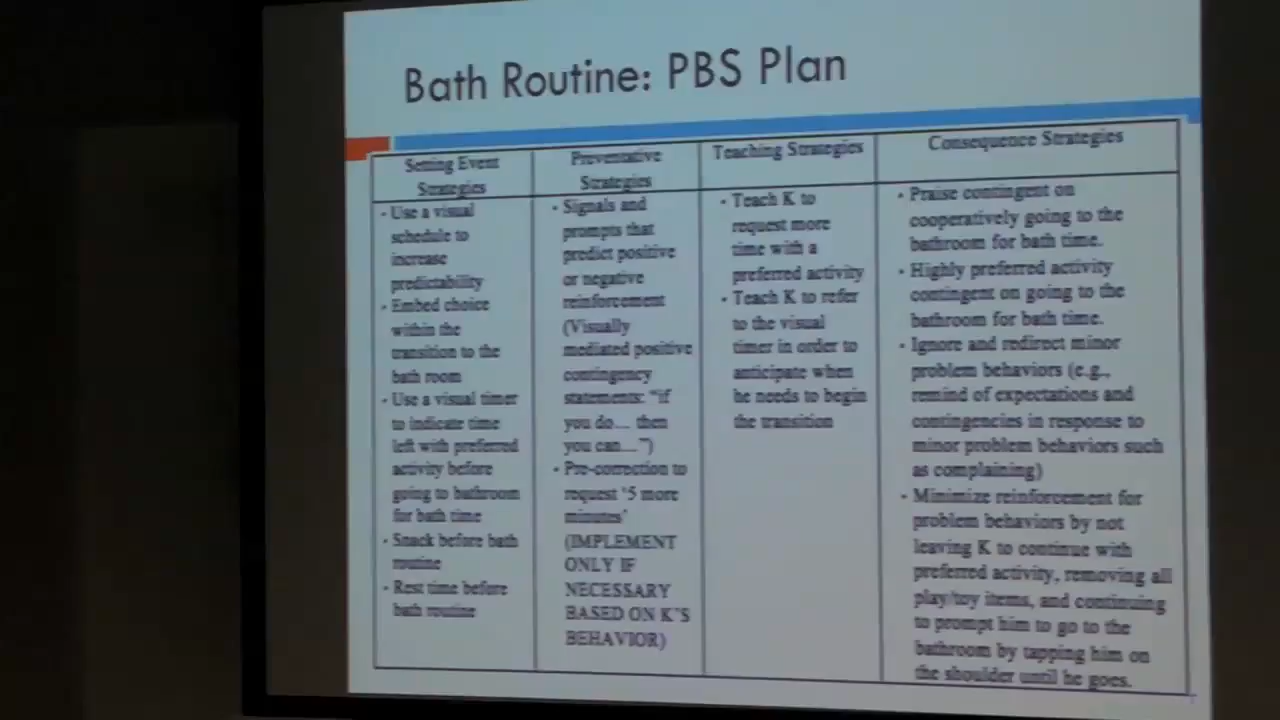 Bath Routine: PBS Plan
Setting Event
Strategies
• Use a visual
schedule to
increase
predictability
• Embed choice
within the
transition to the
bath room
• Use a visual timer
to indicate time
left with preferred
activity before
going to bathroom
for bath time
• Snack before bath
routine
• Rest time before
bath routine
Preventative
Strategies
• Signals and
prompts that
predict positive
or negative
reinforcement
(Visually
mediated positive
contingency
statements: "if
you do... then
you can...")
• Pre-correction to
request '5 more
minutes'
(IMPLEMENT
ONLY IF
NECESSARY
BASED ON K'S
BEHAVIOR)
Teaching Strategies
• Teach K to
request more
time with a
preferred activity
• Teach K to refer
to the visual
timer in order to
anticipate when
he needs to begin
the transition
Consequence Strategies
• Praise contingent on
cooperatively going to the
bathroom for bath time.
• Highly preferred activity
contingent on going to the
bathroom for bath time.
• Ignore and redirect minor
problem behaviors (e.g.,
remind of expectations and
contingencies in response to
minor problem behaviors such
as complaining)
• Minimize reinforcement for
problem behaviors by not
leaving K to continue with
preferred activity, removing all
play/toy items, and continuing
to prompt him to go to the
bathroom by tapping him on
the shoulder until he goes.